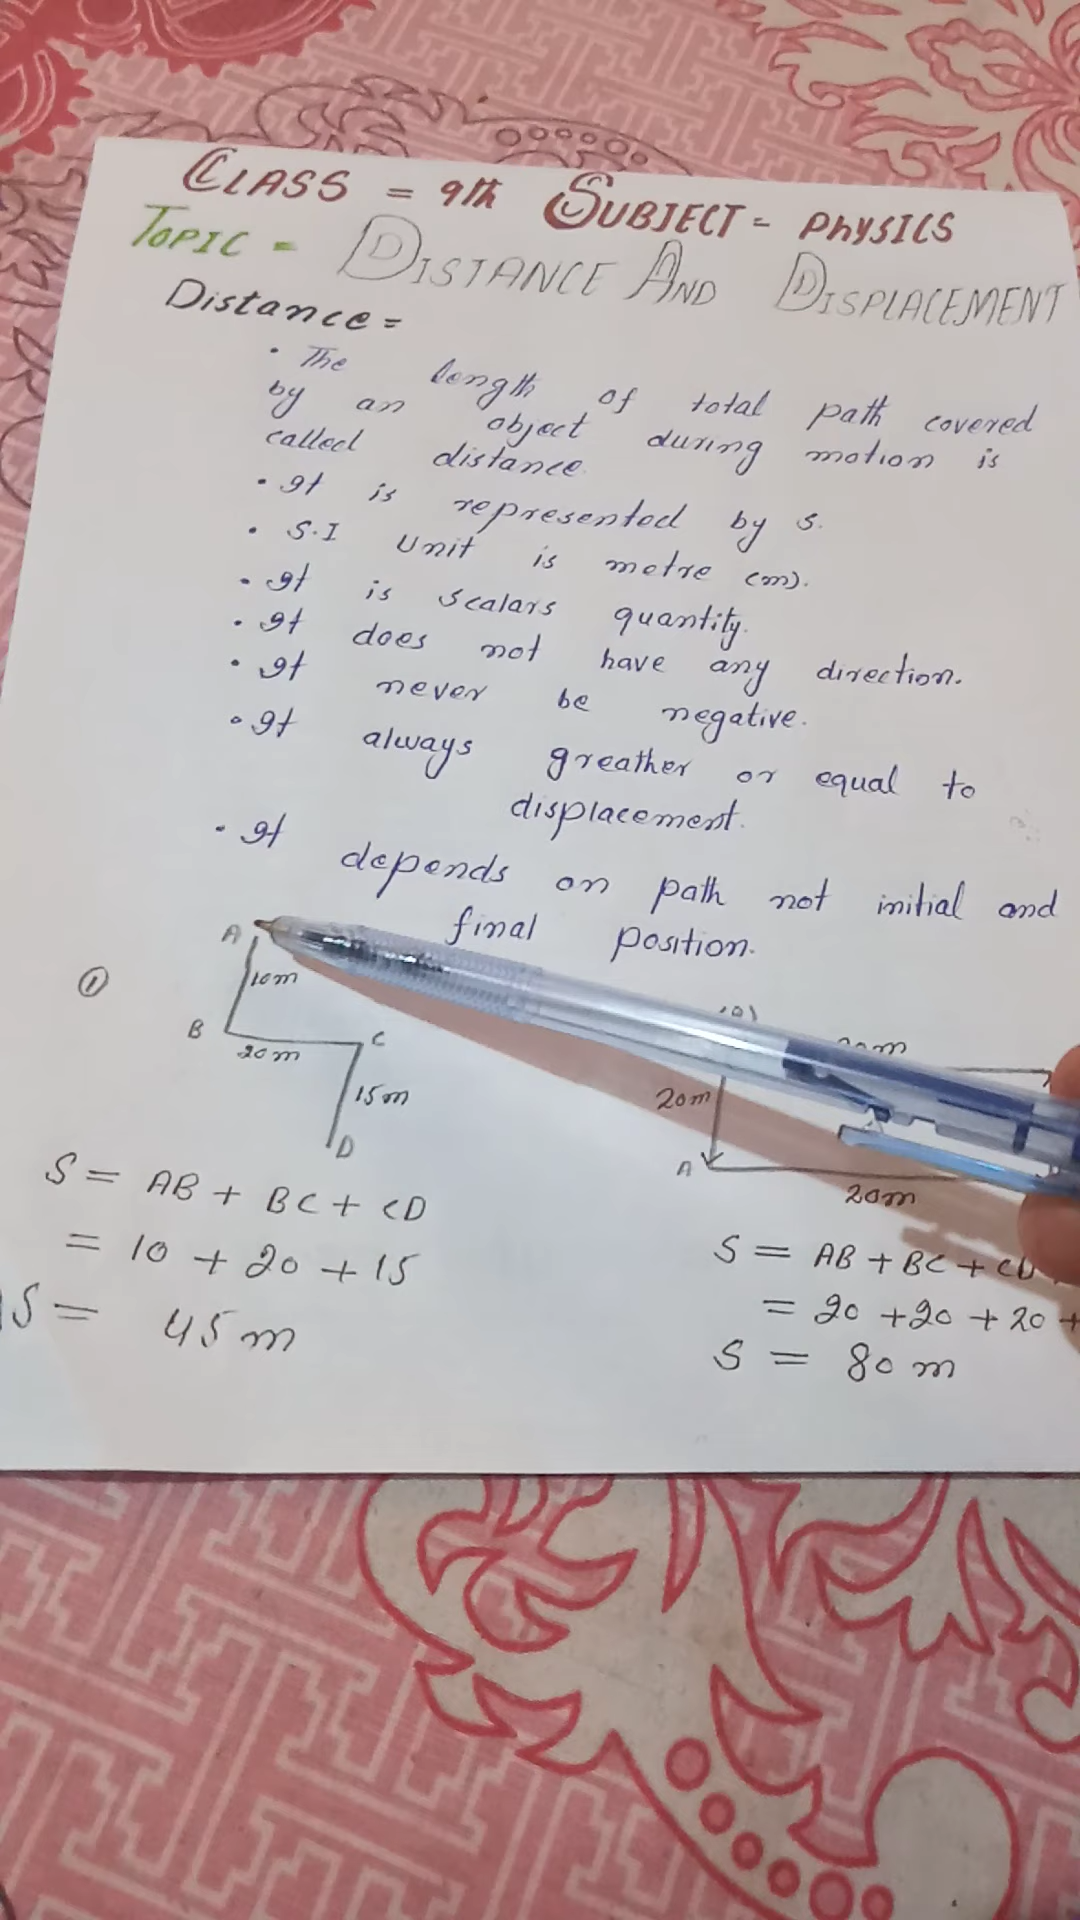 CLASS = 9th SUBJECT = PHYSICS
TOPIC = DISTANCE AND DISPLACEMENT
Distance =
• The length of total path covered
by an object during motion is
called distance.
• It is represented by s.
• S.I Unit is metre (m).
• It is scalars quantity.
• It does not have any direction.
• It never be negative.
• It always greather or equal to
displacement.
• It depends on path not initial and
final position.
①
A
10m
B
20m
C
15m
D
20m
A
20m
S = AB + BC + CD
= 10 + 20 + 15
S = 45 m
S = AB + BC + CD
= 20 + 20 + 20 +
S = 80 m